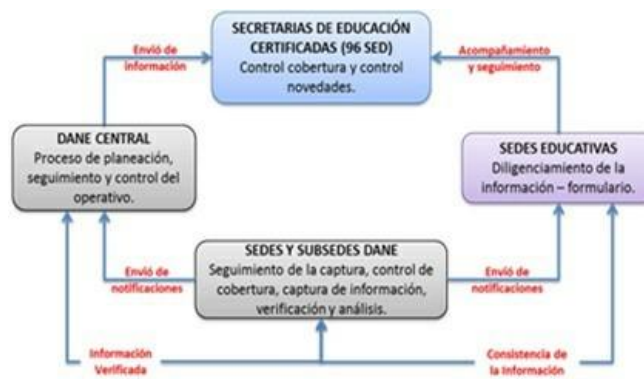 SECRETARIAS DE EDUCACIÓN
CERTIFICADAS (96 SED)
Control cobertura y control
novedades.
Envió de
información
Acompañamiento
y seguimiento
DANE CENTRAL
Proceso de planeación,
seguimiento y control del
operativo.
SEDES EDUCATIVAS
Diligenciamiento de la
información – formulario.
SEDES Y SUBSEDES DANE
Seguimiento de la captura, control de
cobertura, captura de información,
verificación y análisis.
Envió de
notificaciones
Envió de
notificaciones
Información
Verificada
Consistencia de
la Información